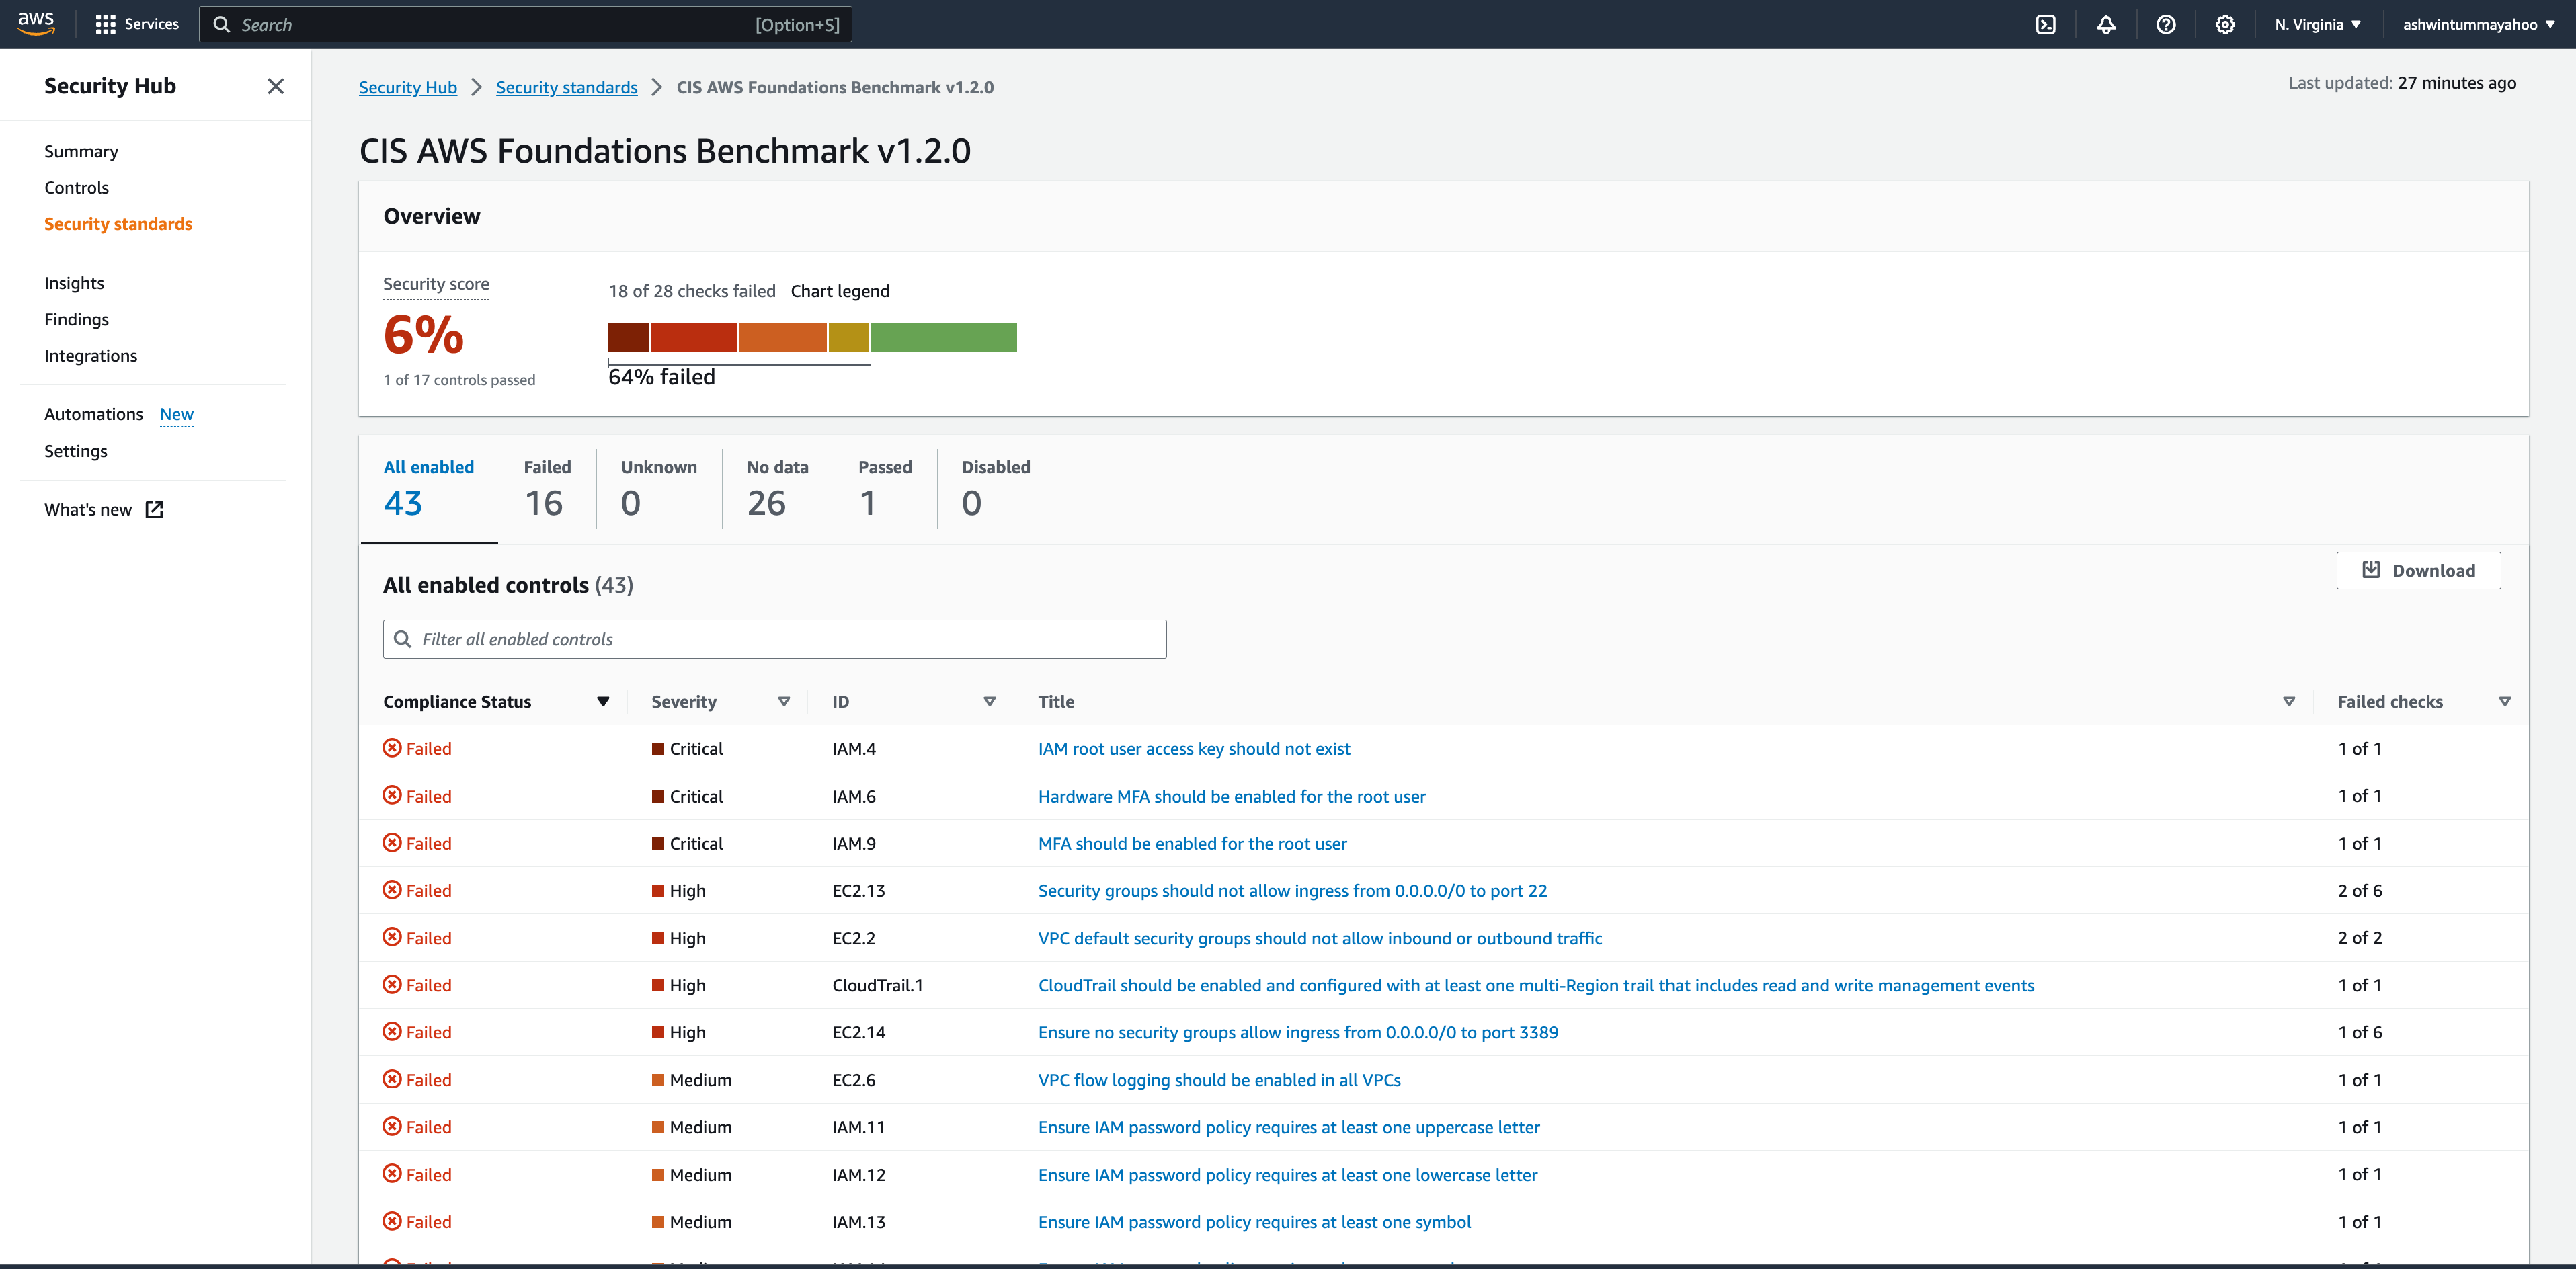 aws Services Search [Option+S] N. Virginia ashwintummayahoo
Security Hub
Summary
Controls
Security standards
Insights
Findings
Integrations
Automations New
Settings
What's new
Security Hub Security standards CIS AWS Foundations Benchmark v1.2.0 Last updated: 27 minutes ago
CIS AWS Foundations Benchmark v1.2.0
Overview
Security score
6%
1 of 17 controls passed
18 of 28 checks failed Chart legend
64% failed
All enabled Failed Unknown No data Passed Disabled
43 16 0 26 1 0
All enabled controls (43) Download
Filter all enabled controls
Compliance Status Severity ID Title Failed checks
Failed Critical IAM.4 IAM root user access key should not exist 1 of 1
Failed Critical IAM.6 Hardware MFA should be enabled for the root user 1 of 1
Failed Critical IAM.9 MFA should be enabled for the root user 1 of 1
Failed High EC2.13 Security groups should not allow ingress from 0.0.0.0/0 to port 22 2 of 6
Failed High EC2.2 VPC default security groups should not allow inbound or outbound traffic 2 of 2
Failed High CloudTrail.1 CloudTrail should be enabled and configured with at least one multi-Region trail that includes read and write management events 1 of 1
Failed High EC2.14 Ensure no security groups allow ingress from 0.0.0.0/0 to port 3389 1 of 6
Failed Medium EC2.6 VPC flow logging should be enabled in all VPCs 1 of 1
Failed Medium IAM.11 Ensure IAM password policy requires at least one uppercase letter 1 of 1
Failed Medium IAM.12 Ensure IAM password policy requires at least one lowercase letter 1 of 1
Failed Medium IAM.13 Ensure IAM password policy requires at least one symbol 1 of 1